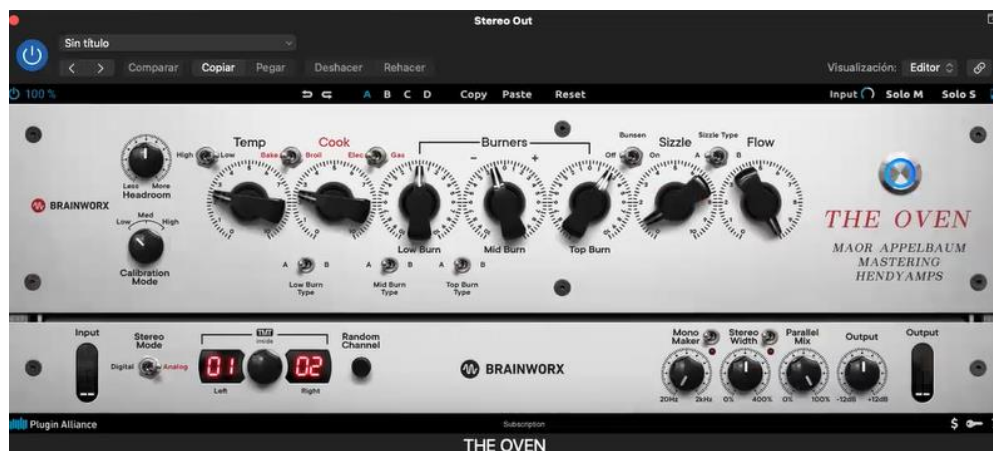 Stereo Out
Sin título
Comparar Copiar Pegar Deshacer Rehacer Visualización: Editor
100 % A B C D Copy Paste Reset Input Solo M Solo S
Temp Cook Burners Bunsen Sizzle Sizzle Type Flow
High Low Bake Broil Elec Gas - + Off On A B
Less More
Headroom
BRAINWORX
THE OVEN
Low Med High
Calibration
Mode
Low Burn Mid Burn Top Burn
MAOR APPELBAUM
MASTERING
HENDYAMPS
A B A B A B
Low Burn
Type
Mid Burn
Type
Top Burn
Type
Input
Stereo
Mode
Digital Analog
TMT
inside
01 02
Left Right
Random
Channel
BRAINWORX
Mono
Maker
Stereo
Width
Parallel
Mix
Output Output
20Hz 2kHz 0% 400% 0% 100% -12dB +12dB
Plugin Alliance Subscription $
THE OVEN